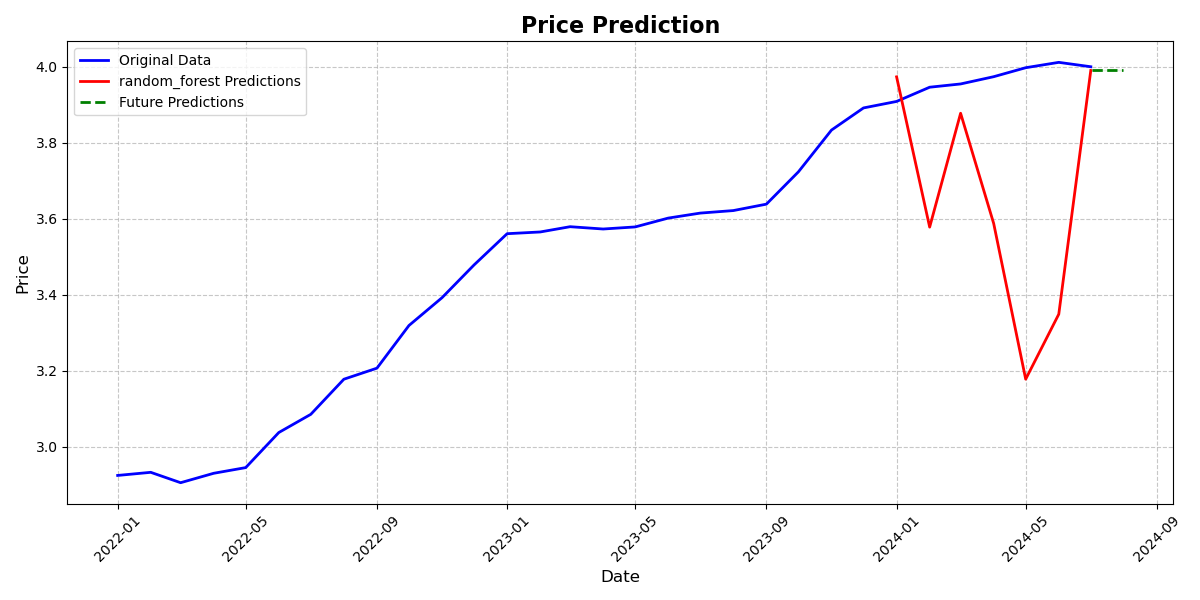 Price Prediction
Original Data
random_forest Predictions
Future Predictions
Price
4.0
3.8
3.6
3.4
3.2
3.0
2022-01
2022-05
2022-09
2023-01
2023-05
2023-09
2024-01
2024-05
2024-09
Date